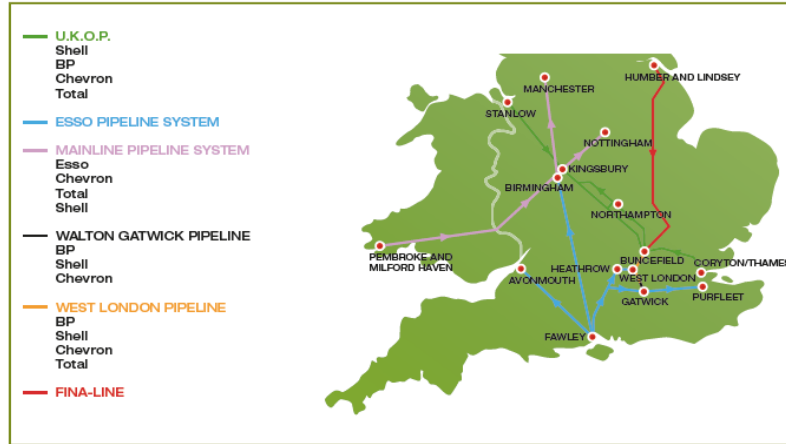 U.K.O.P.
Shell
BP
Chevron
Total
ESSO PIPELINE SYSTEM
MAINLINE PIPELINE SYSTEM
Esso
Chevron
Total
Shell
WALTON GATWICK PIPELINE
BP
Shell
Chevron
WEST LONDON PIPELINE
BP
Shell
Chevron
Total
FINA-LINE
HUMBER AND LINDSEY
MANCHESTER
STANLOW
NOTTINGHAM
KINGSBURY
BIRMINGHAM
NORTHAMPTON
PEMBROKE AND
MILFORD HAVEN
BUNCEFIELD
CORYTON/THAMES
AVONMOUTH
HEATHROW
WEST LONDON
GATWICK
PURFLEET
FAWLEY